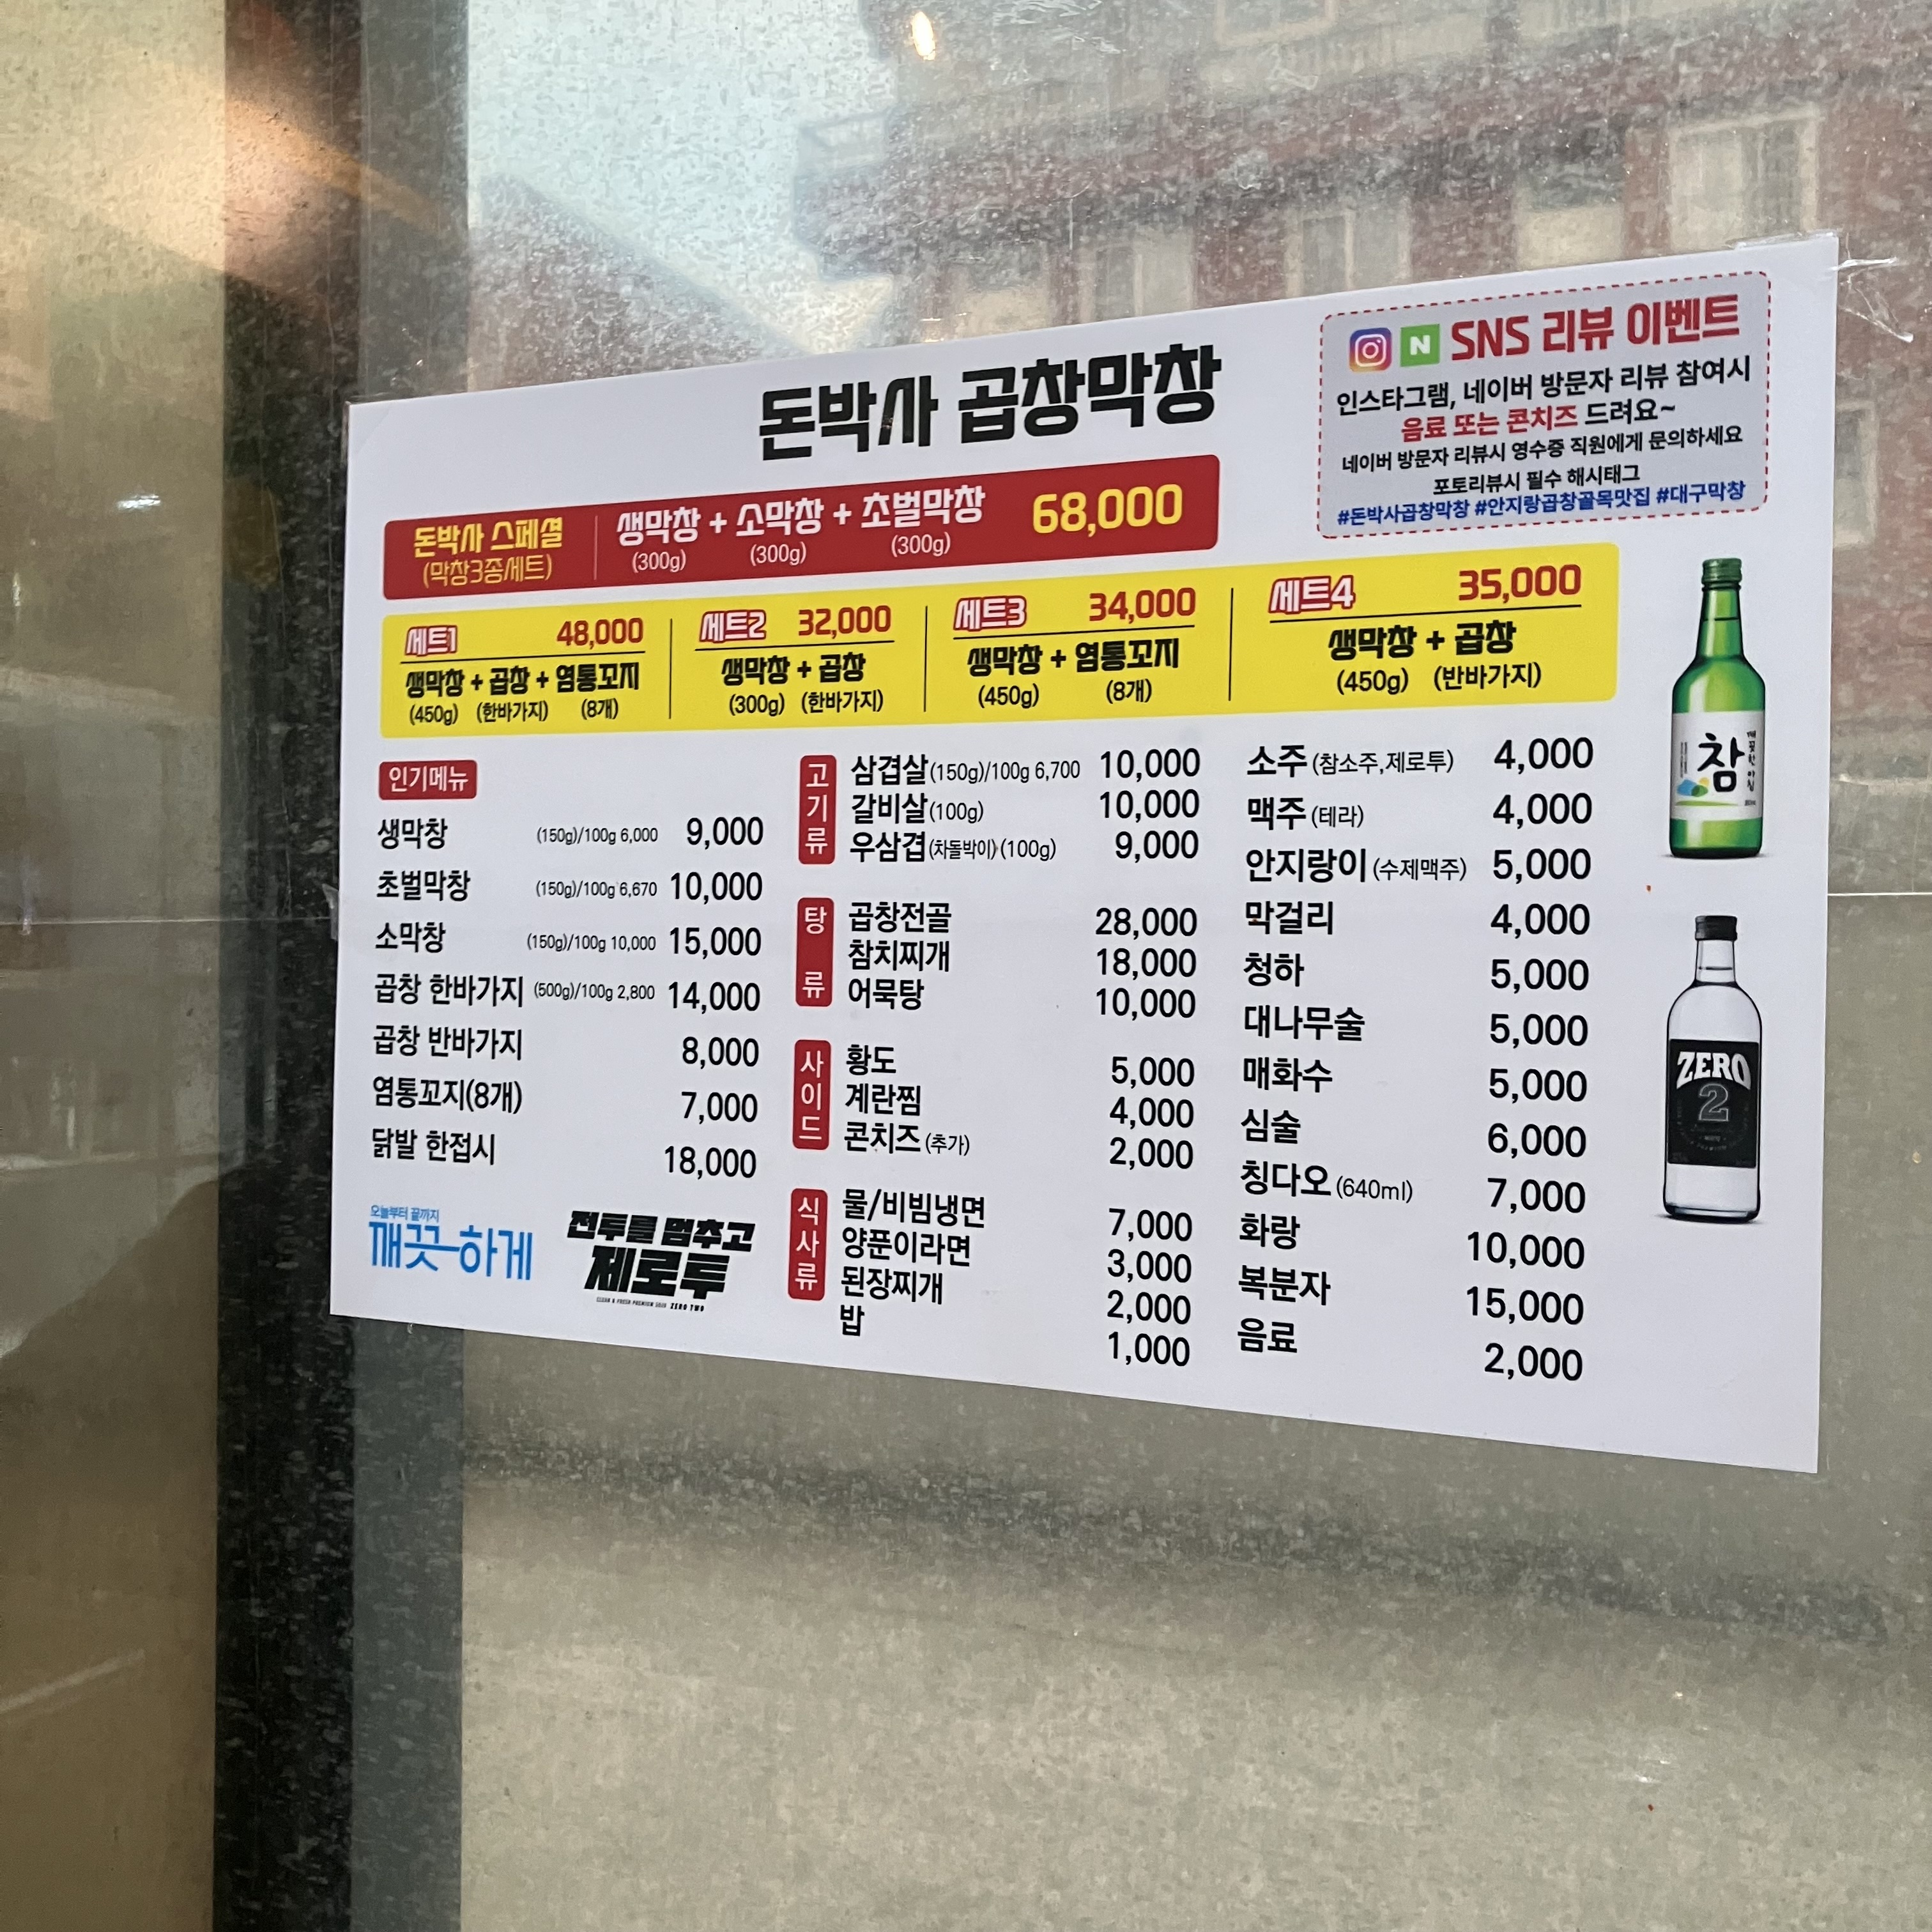 돈박사 곱창막창
SNS 리뷰 이벤트
인스타그램, 네이버 방문자 리뷰 참여시
음료 또는 콘치즈 드려요~
네이버 방문자 리뷰시 영수증 직원에게 문의하세요
포토리뷰시 필수 해시태그
#돈박사곱창막창 #안지랑곱창골목맛집 #대구막창
돈박사 스페셜 생막창 + 소막창 + 초벌막창 68,000
(막창3종세트) (300g) (300g) (300g)
세트1 48,000
생막창 + 곱창 + 염통꼬지
(450g) (한바가지) (8개)
세트2 32,000
생막창 + 곱창
(300g) (한바가지)
세트3 34,000
생막창 + 염통꼬지
(450g) (8개)
세트4 35,000
생막창 + 곱창
(450g) (반바가지)
인기메뉴
생막창 (150g)/100g 6,000 9,000
초벌막창 (150g)/100g 6,670 10,000
소막창 (150g)/100g 10,000 15,000
곱창 한바가지 (500g)/100g 2,800 14,000
곱창 반바가지 8,000
염통꼬지(8개) 7,000
닭발 한접시 18,000
오늘부터 끝까지
깨끗-하게
전투를 멈추고
제로투
CLEAN & FRESH PREMIUM SOJU ZERO TWO
고기류
삼겹살(150g)/100g 6,700 10,000
갈비살(100g) 10,000
우삼겹(차돌박이)(100g) 9,000
탕류
곱창전골 28,000
참치찌개 18,000
어묵탕 10,000
사이드
황도 5,000
계란찜 4,000
콘치즈 (추가) 2,000
식사류
물/비빔냉면 7,000
양푼이라면 3,000
된장찌개 2,000
밥 1,000
소주 (참소주,제로투) 4,000
맥주 (테라) 4,000
안지랑이 (수제맥주) 5,000
막걸리 4,000
청하 5,000
대나무술 5,000
매화수 5,000
심술 6,000
칭다오 (640ml) 7,000
화랑 10,000
복분자 15,000
음료 2,000
참
깨끗한 아침
ZERO
2